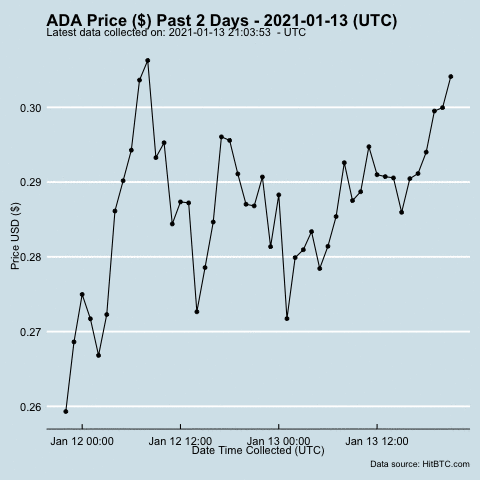 ADA Price ($) Past 2 Days - 2021-01-13 (UTC)
Latest data collected on: 2021-01-13 21:03:53  - UTC
0.30
0.29
0.28
0.27
0.26
Price USD ($)
Jan 12 00:00 Jan 12 12:00 Jan 13 00:00 Jan 13 12:00
Date Time Collected (UTC)
Data source: HitBTC.com